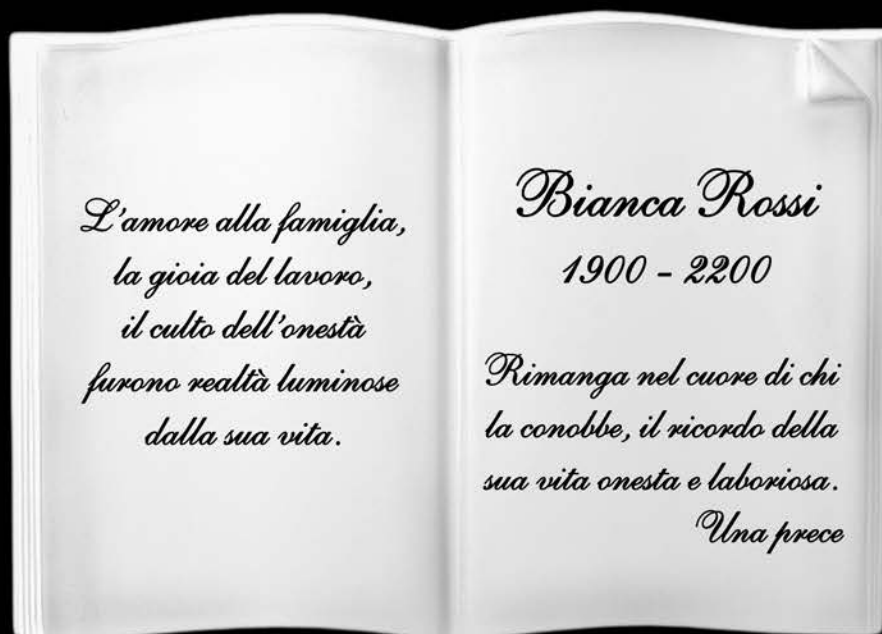 L'amore alla famiglia,
la gioia del lavoro,
il culto dell'onestà
furono realtà luminose
dalla sua vita.
Bianca Rossi
1900 - 2200
Rimanga nel cuore di chi
la conobbe, il ricordo della
sua vita onesta e laboriosa.
Una prece